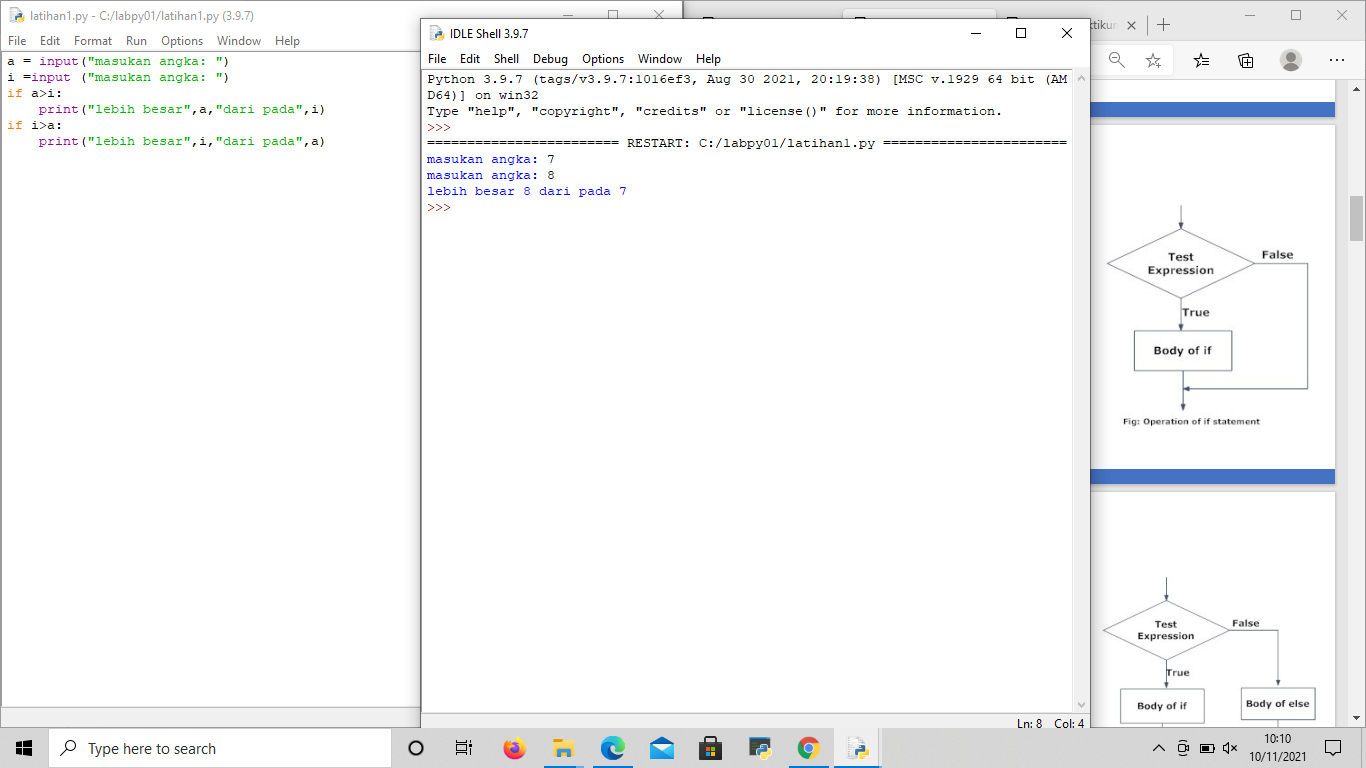 latihan1.py - C:/labpy01/latihan1.py (3.9.7)
File Edit Format Run Options Window Help
a = input("masukan angka: ")
i =input ("masukan angka: ")
if a>i:
    print("lebih besar",a,"dari pada",i)
if i>a:
    print("lebih besar",i,"dari pada",a)
IDLE Shell 3.9.7
File Edit Shell Debug Options Window Help
Python 3.9.7 (tags/v3.9.7:1016ef3, Aug 30 2021, 20:19:38) [MSC v.1929 64 bit (AM
D64)] on win32
Type "help", "copyright", "credits" or "license()" for more information.
>>>
======================== RESTART: C:/labpy01/latihan1.py =======================
masukan angka: 7
masukan angka: 8
lebih besar 8 dari pada 7
>>>
Ln: 8 Col: 4
Test
Expression
False
True
Body of if
Fig: Operation of if statement
Test
Expression
False
True
Body of if
Body of else
Type here to search
10:10
10/11/2021